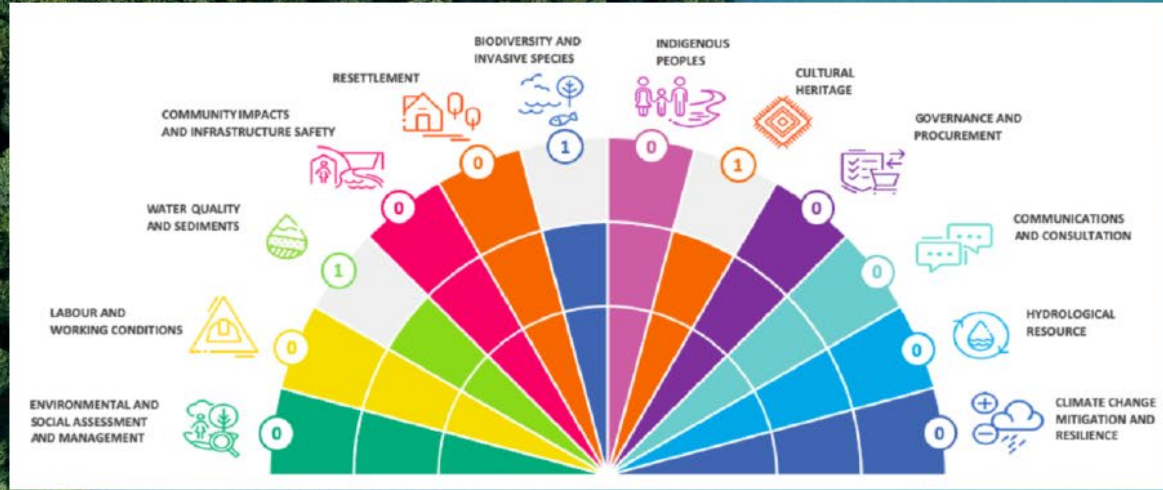 BIODIVERSITY AND
INVASIVE SPECIES
INDIGENOUS
PEOPLES
RESETTLEMENT
CULTURAL
HERITAGE
COMMUNITY IMPACTS
AND INFRASTRUCTURE SAFETY
GOVERNANCE AND
PROCUREMENT
1
0
0
1
0
0
WATER QUALITY
AND SEDIMENTS
COMMUNICATIONS
AND CONSULTATION
1
0
LABOUR AND
WORKING CONDITIONS
HYDROLOGICAL
RESOURCE
0
0
ENVIRONMENTAL AND
SOCIAL ASSESSMENT
AND MANAGEMENT
CLIMATE CHANGE
MITIGATION AND
RESILIENCE
0
0